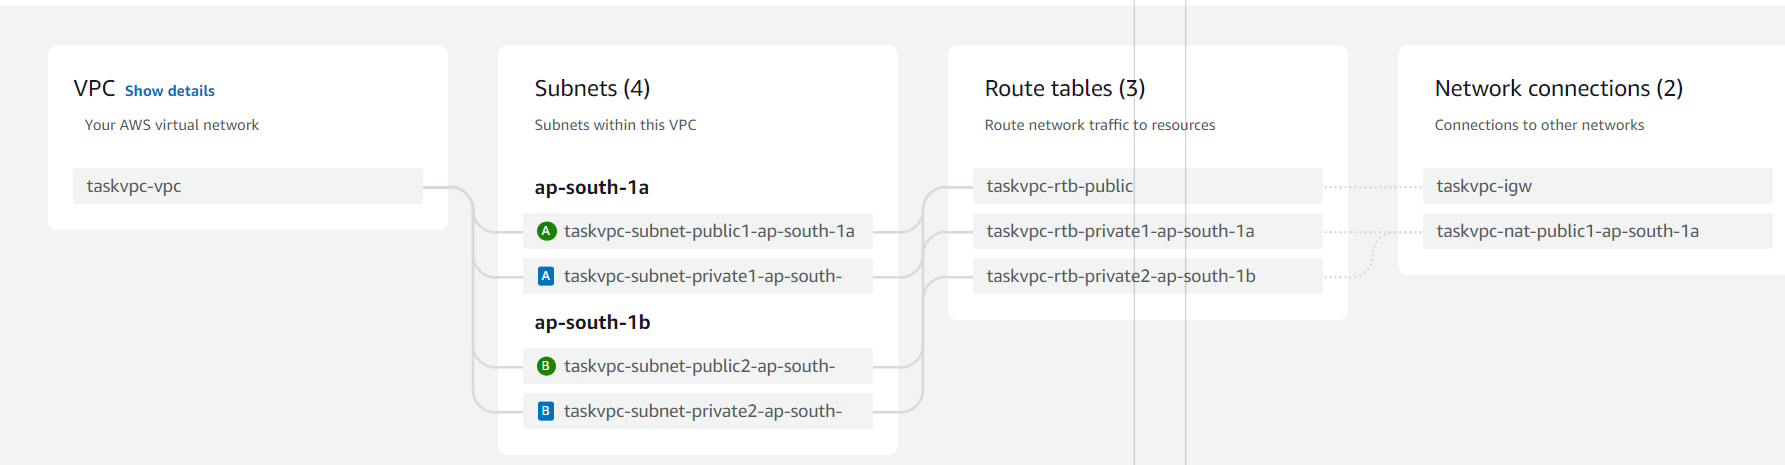 VPC Show details
Your AWS virtual network
taskvpc-vpc
Subnets (4)
Subnets within this VPC
ap-south-1a
A taskvpc-subnet-public1-ap-south-1a
A taskvpc-subnet-private1-ap-south-
ap-south-1b
B taskvpc-subnet-public2-ap-south-
B taskvpc-subnet-private2-ap-south-
Route tables (3)
Route network traffic to resources
taskvpc-rtb-public
taskvpc-rtb-private1-ap-south-1a
taskvpc-rtb-private2-ap-south-1b
Network connections (2)
Connections to other networks
taskvpc-igw
taskvpc-nat-public1-ap-south-1a